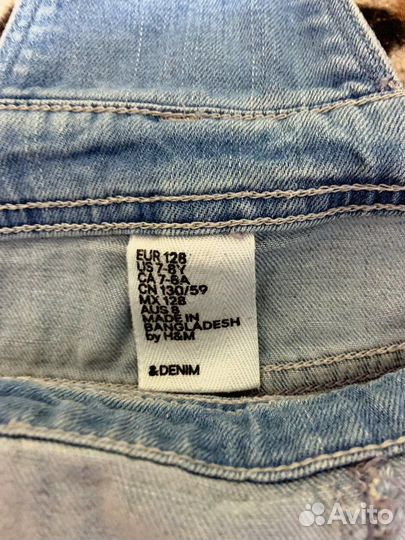 EUR 128
US 7-8Y
CA 7-8A
CN 130/59
MX 128
AUS 8
MADE IN
BANGLADESH
by H&M
&DENIM
Avito